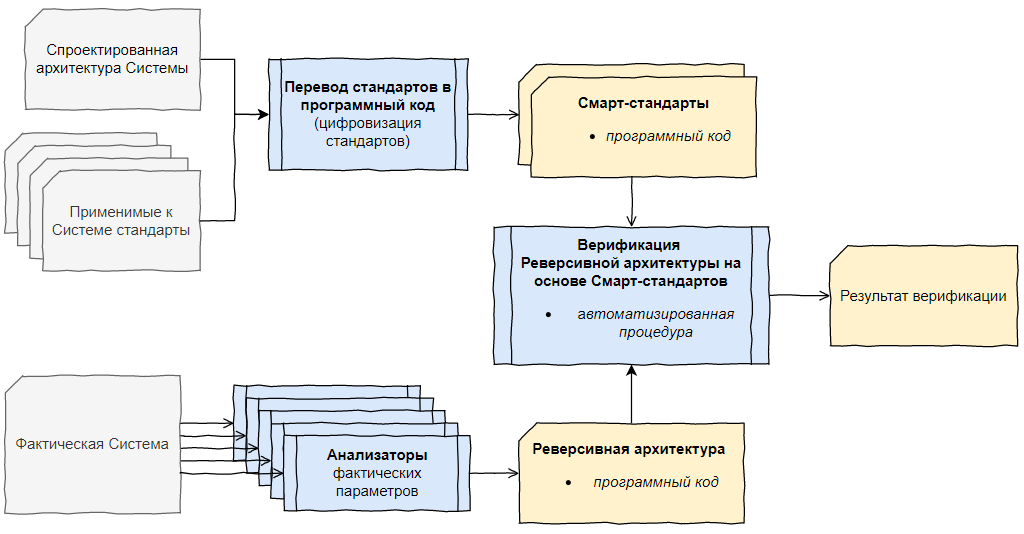 Спроектированная
архитектура Системы
Применимые к
Системе стандарты
Перевод стандартов в
программный код
(цифровизация
стандартов)
Смарт-стандарты
• программный код
Верификация
Реверсивной архитектуры на
основе Смарт-стандартов
• автоматизированная
процедура
Результат верификации
Фактическая Система
Анализаторы
фактических
параметров
Реверсивная архитектура
• программный код